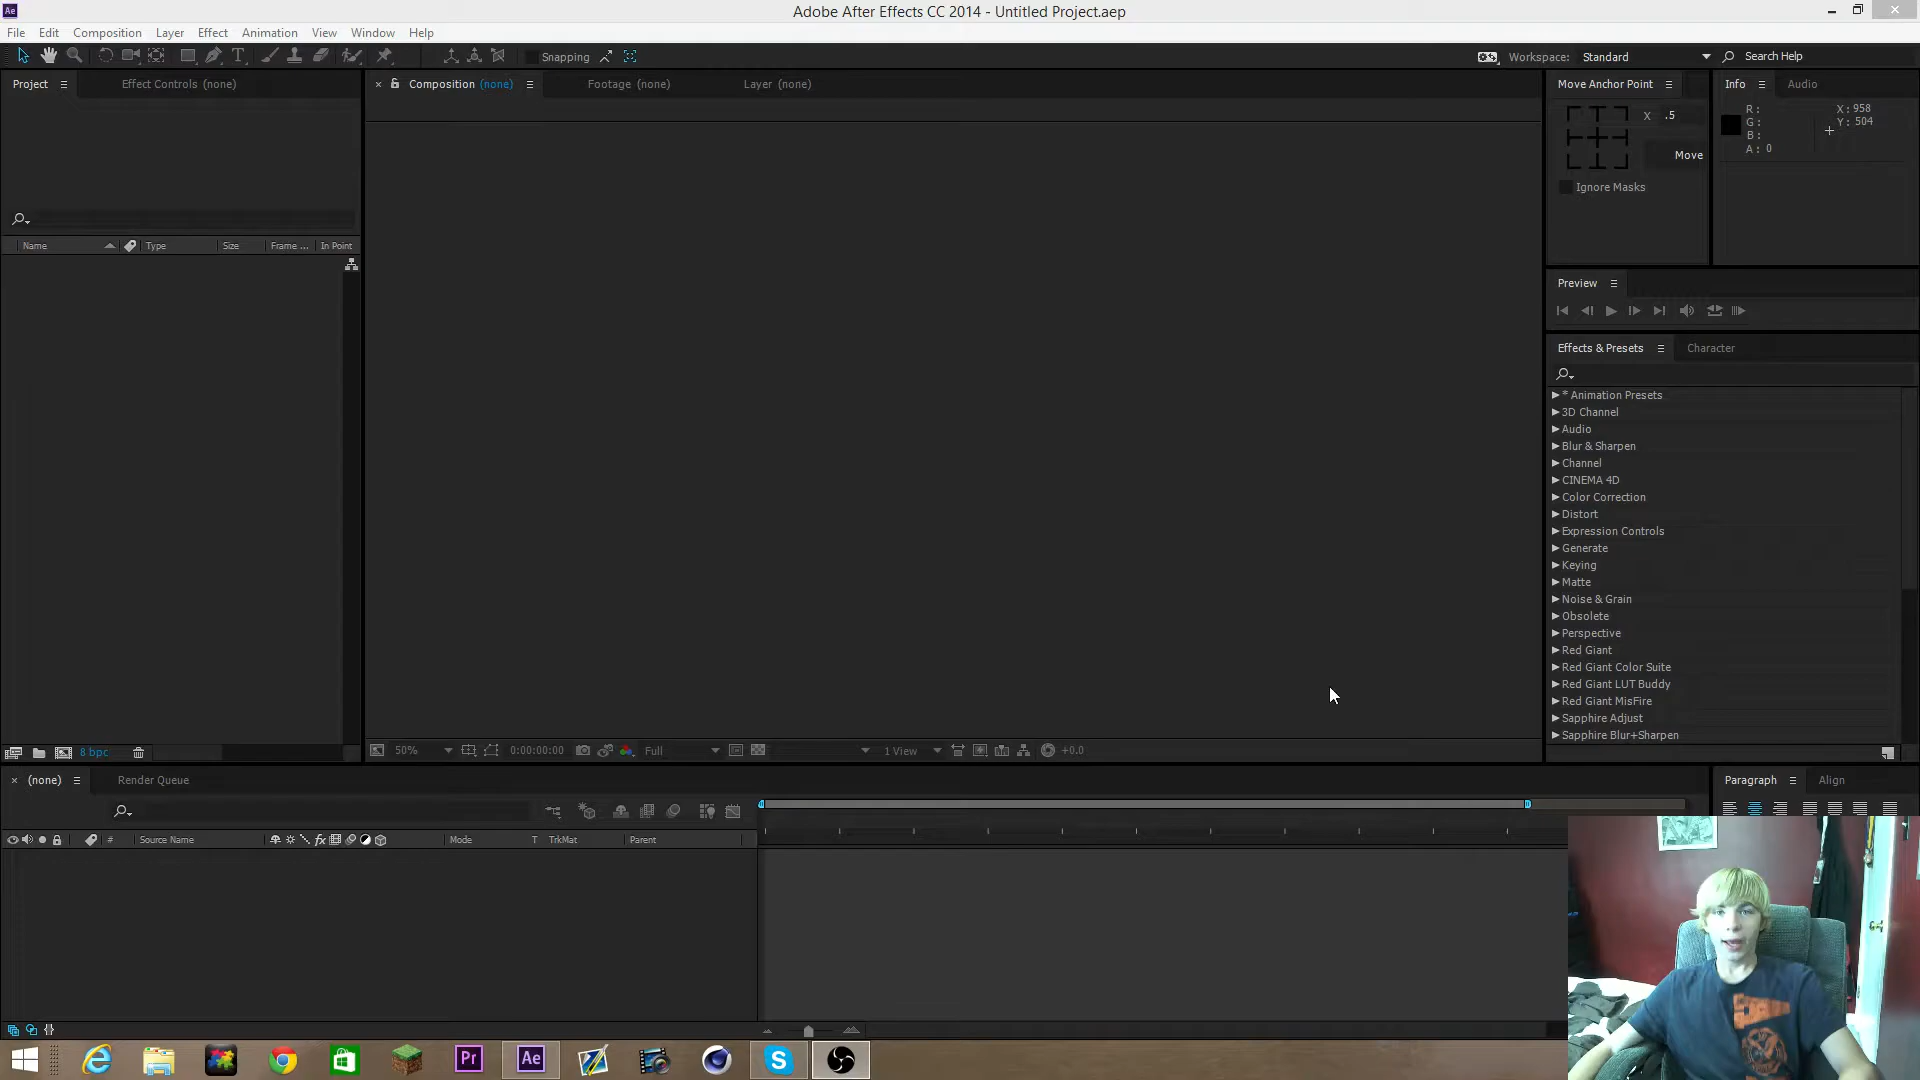 Ae
Adobe After Effects CC 2014 - Untitled Project.aep
File Edit Composition Layer Effect Animation View Window Help
T Snapping Workspace: Standard Search Help
Project Effect Controls (none) Composition (none) Footage (none) Layer (none) Move Anchor Point Info Audio
X .5
R:
G:
B:
A: 0
X: 958
Y: 504
Move
Ignore Masks
Name Type Size Frame ... In Point
Preview
Effects & Presets Character
* Animation Presets
3D Channel
Audio
Blur & Sharpen
Channel
CINEMA 4D
Color Correction
Distort
Expression Controls
Generate
Keying
Matte
Noise & Grain
Obsolete
Perspective
Red Giant
Red Giant Color Suite
Red Giant LUT Buddy
Red Giant MisFire
Sapphire Adjust
Sapphire Blur+Sharpen
8 bpc 50% 0:00:00:00 Full 1 View +0.0
(none) Render Queue Paragraph Align
# Source Name fx Mode T TrkMat Parent
Pr Ae